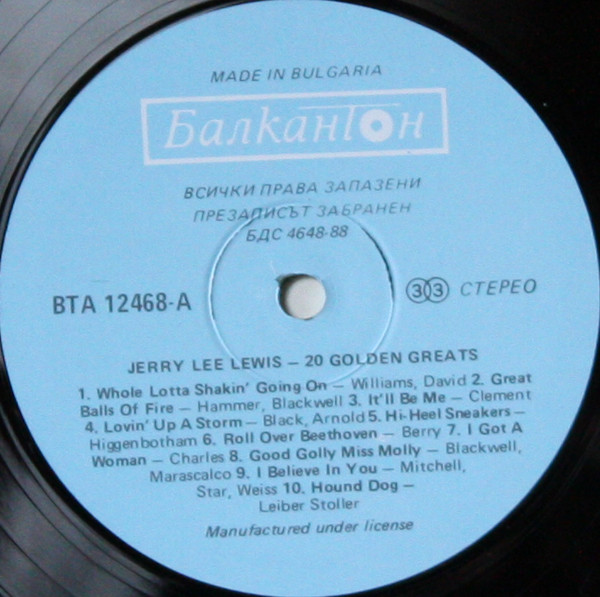 MADE IN BULGARIA
Балкантон
ВСИЧКИ ПРАВА ЗАПАЗЕНИ
ПРЕЗАПИСЪТ ЗАБРАНЕН
БДС 4648-88
ВТА 12468-А
33 СТЕРЕО
JERRY LEE LEWIS – 20 GOLDEN GREATS
1. Whole Lotta Shakin' Going On – Williams, David 2. Great
Balls Of Fire – Hammer, Blackwell 3. It'll Be Me – Clement
4. Lovin' Up A Storm – Black, Arnold 5. Hi-Heel Sneakers –
Higgenbotham 6. Roll Over Beethoven – Berry 7. I Got A
Woman – Charles 8. Good Golly Miss Molly – Blackwell,
Marascalco 9. I Believe In You – Mitchell,
Star, Weiss 10. Hound Dog –
Leiber Stoller
Manufactured under license